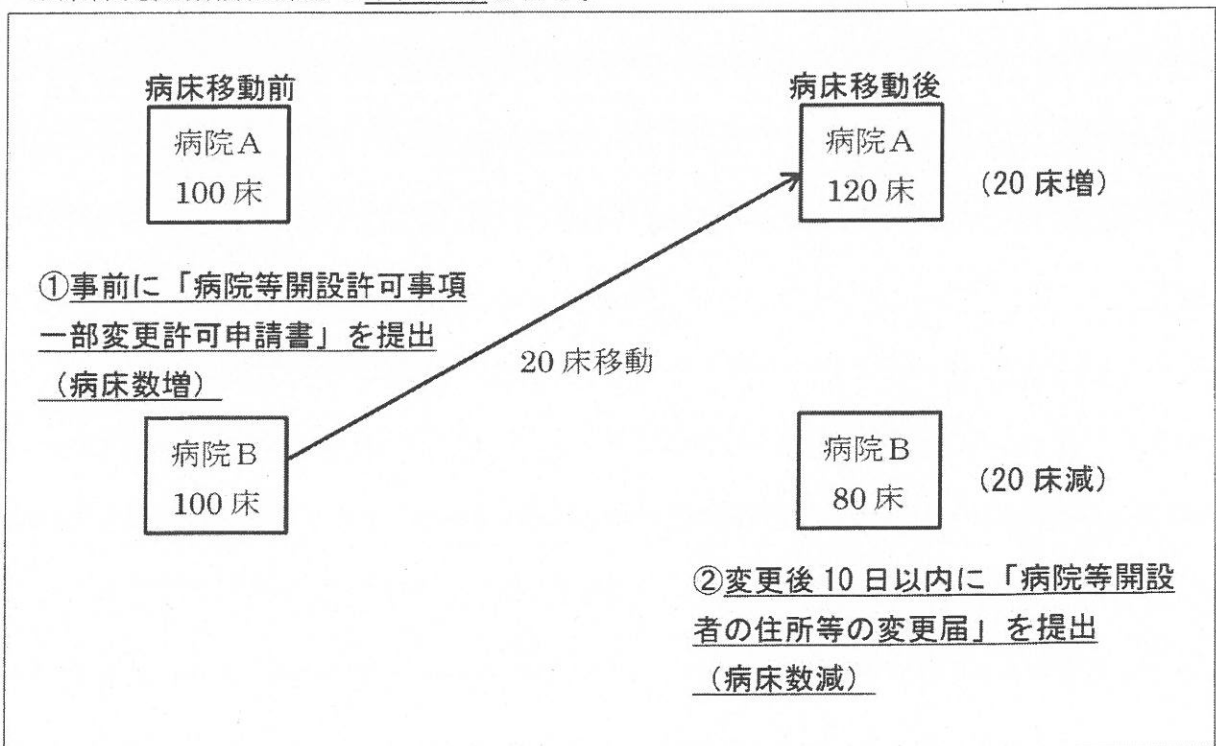 病床移動前
病院A
100床
病床移動後
病院A
120床
(20床増)
①事前に「病院等開設許可事項
一部変更許可申請書」を提出
(病床数増)
20床移動
病院B
100床
病院B
80床
(20床減)
②変更後10日以内に「病院等開設
者の住所等の変更届」を提出
(病床数減)